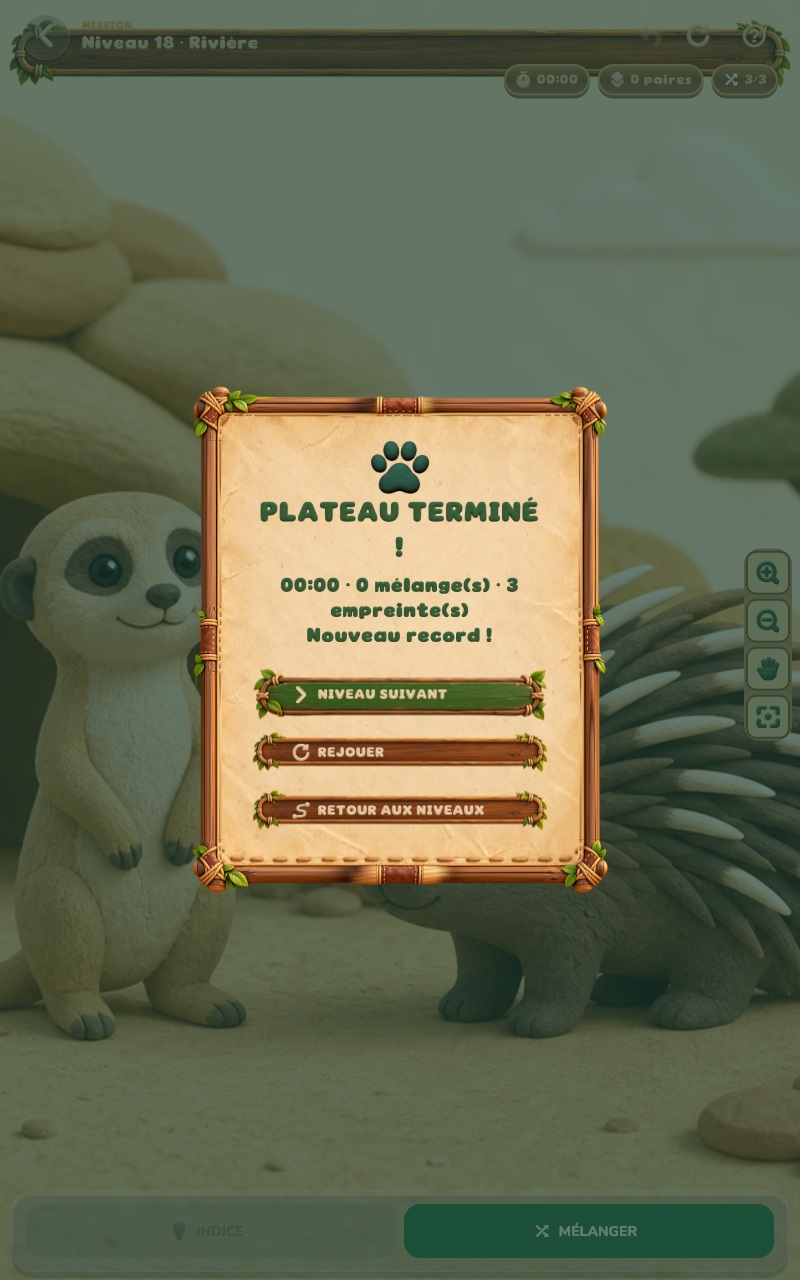 MISSION
Niveau 18 · Rivière
00:00
0 paires
3/3
PLATEAU TERMINÉ
!
00:00 · 0 mélange(s) · 3
empreinte(s)
Nouveau record !
NIVEAU SUIVANT
REJOUER
RETOUR AUX NIVEAUX
INDICE
MÉLANGER